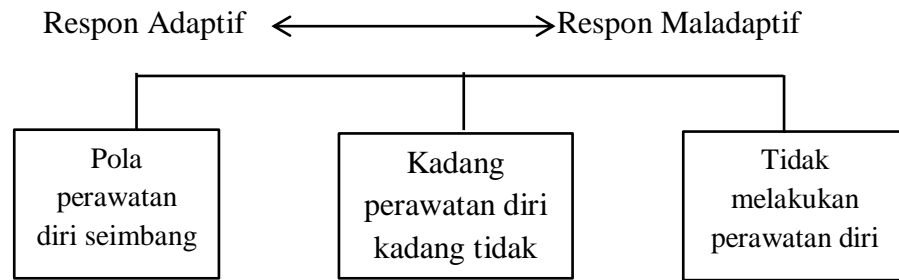 Respon Adaptif Respon Maladaptif
Pola
perawatan
diri seimbang
Kadang
perawatan diri
kadang tidak
Tidak
melakukan
perawatan diri